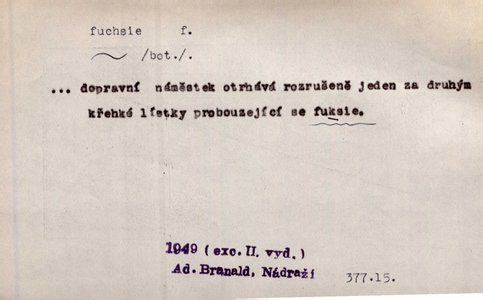 fuchsie f.
/bot./.
... dopravní náměstek otrhává rozrušeně jeden za druhým
křehké lístky probouzející se fuksie.
1949 ( exc. II. vyd. )
Ad. Branald, Nádraží
377.15.